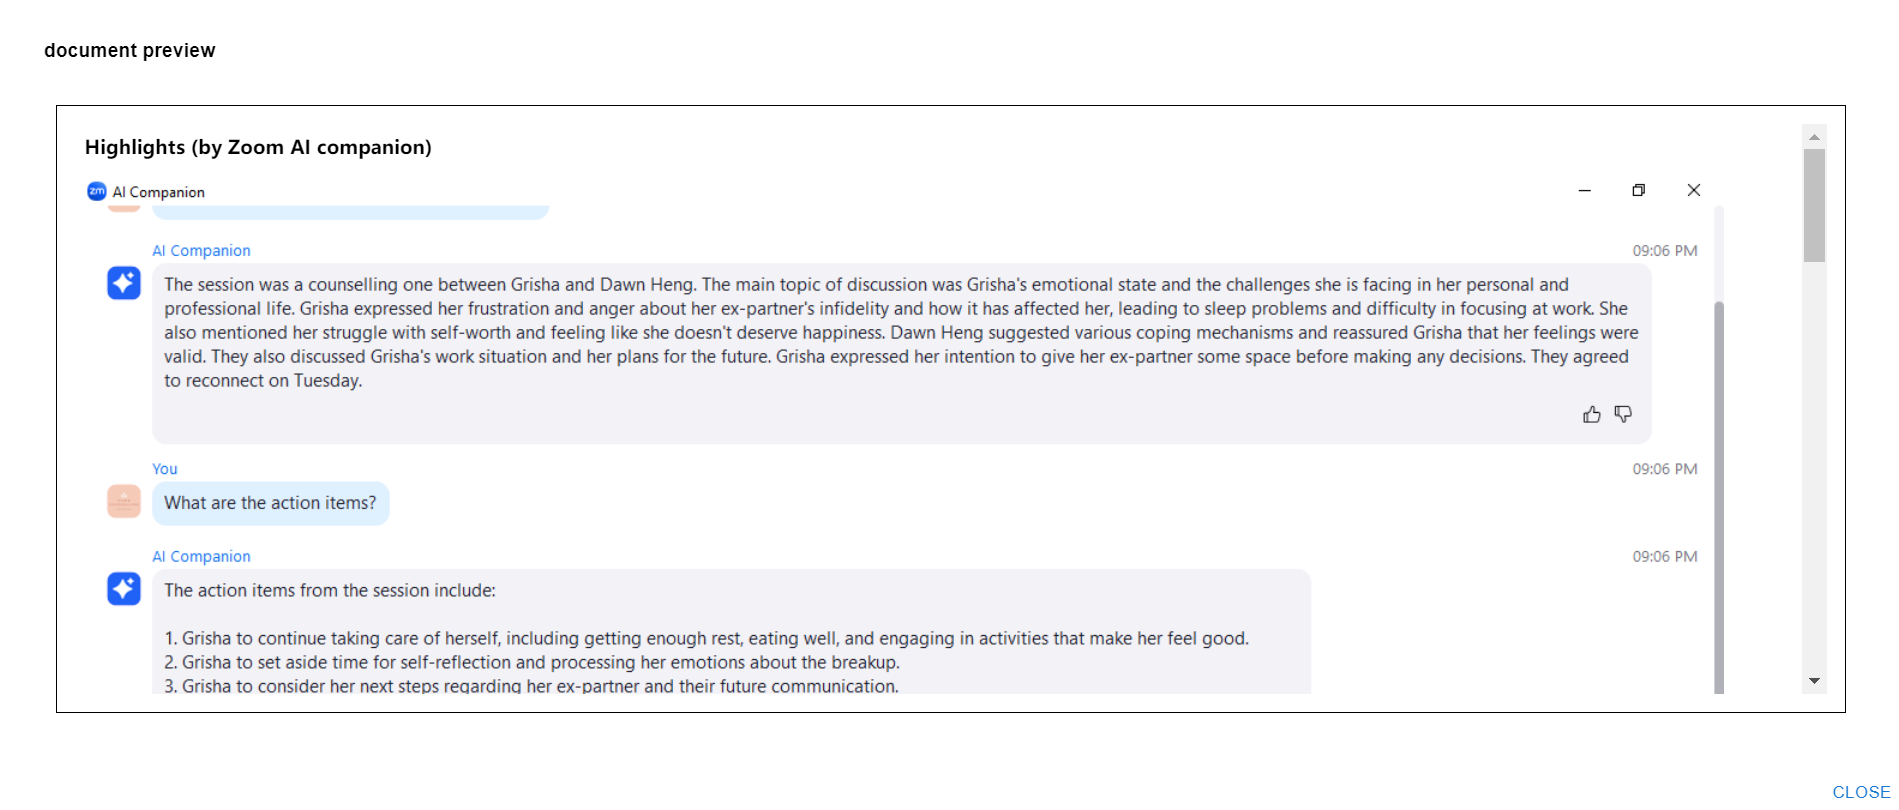 document preview
Highlights (by Zoom AI companion)
zm AI Companion
AI Companion 09:06 PM
The session was a counselling one between Grisha and Dawn Heng. The main topic of discussion was Grisha's emotional state and the challenges she is facing in her personal and
professional life. Grisha expressed her frustration and anger about her ex-partner's infidelity and how it has affected her, leading to sleep problems and difficulty in focusing at work. She
also mentioned her struggle with self-worth and feeling like she doesn't deserve happiness. Dawn Heng suggested various coping mechanisms and reassured Grisha that her feelings were
valid. They also discussed Grisha's work situation and her plans for the future. Grisha expressed her intention to give her ex-partner some space before making any decisions. They agreed
to reconnect on Tuesday.
You 09:06 PM
What are the action items?
AI Companion 09:06 PM
The action items from the session include:
1. Grisha to continue taking care of herself, including getting enough rest, eating well, and engaging in activities that make her feel good.
2. Grisha to set aside time for self-reflection and processing her emotions about the breakup.
3. Grisha to consider her next steps regarding her ex-partner and their future communication.
CLOSE